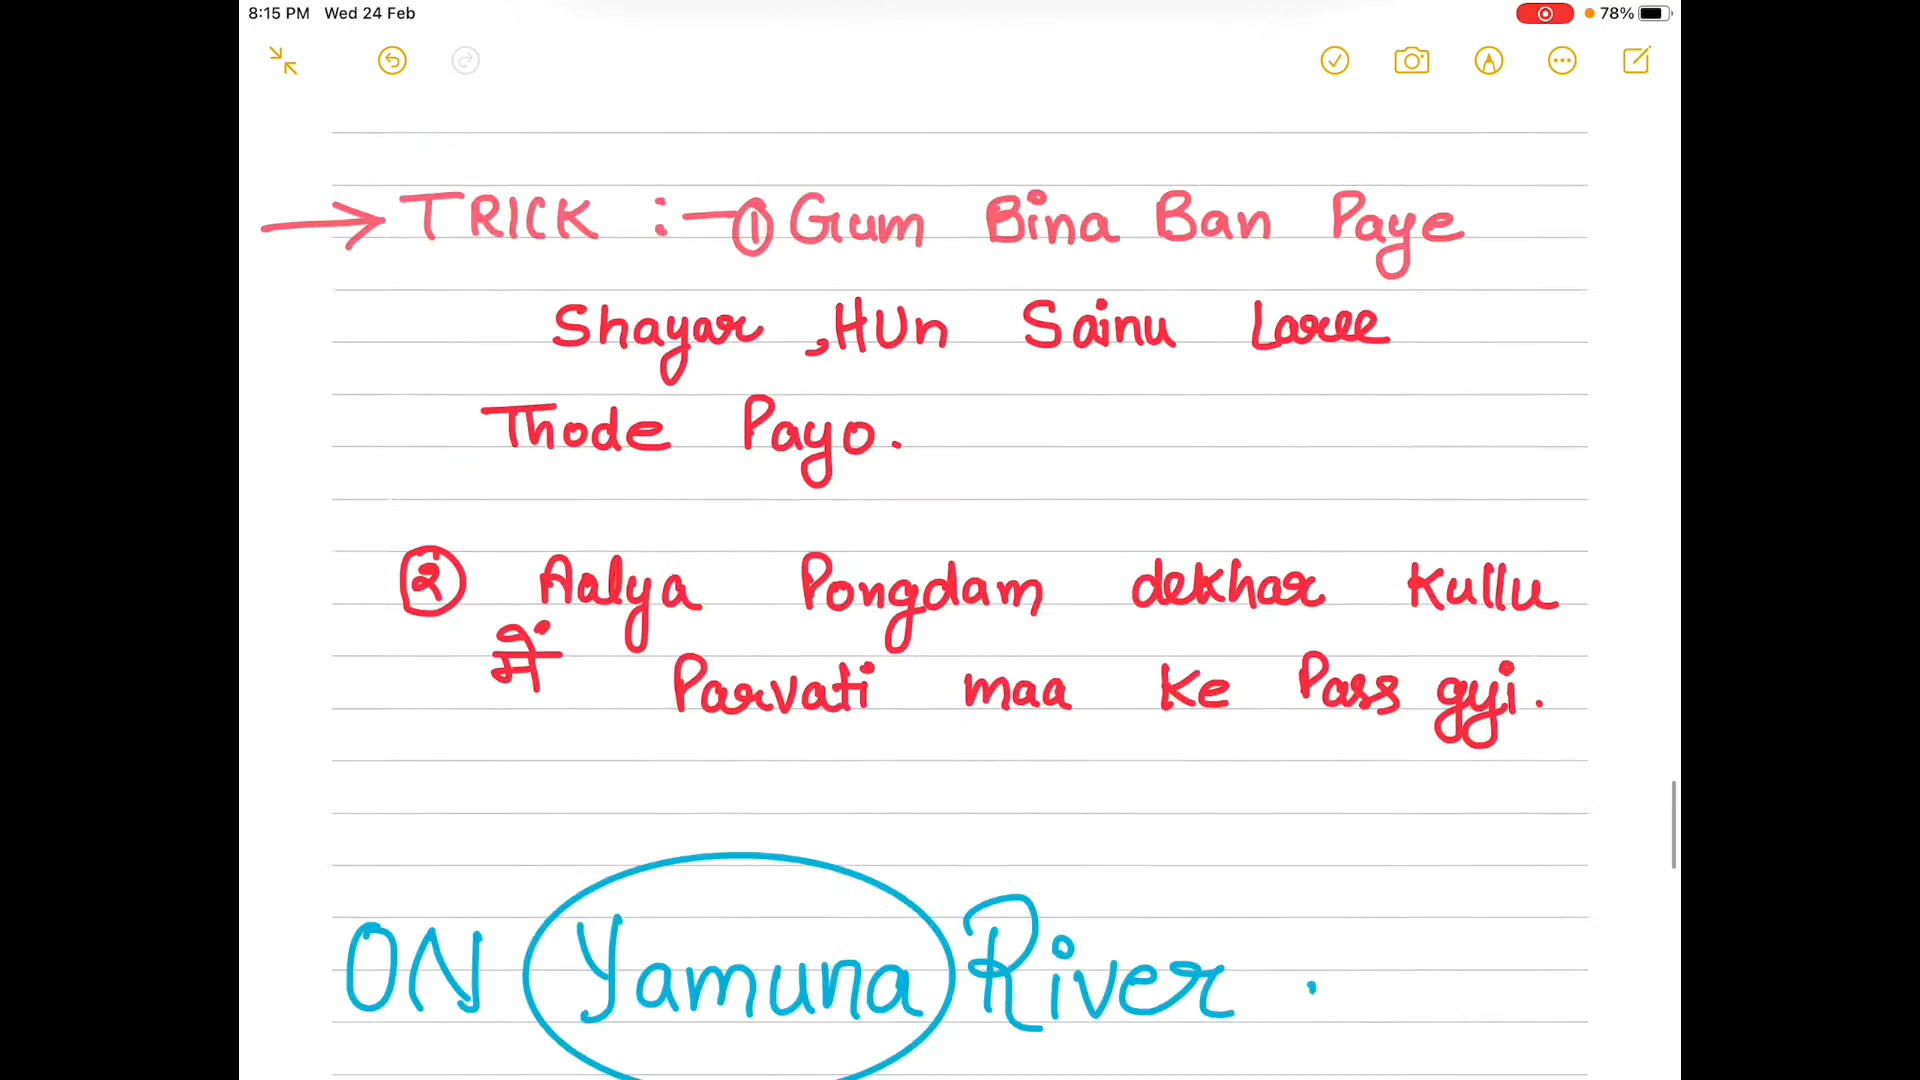 8:15 PM Wed 24 Feb
78%
→ TRICK :- ① Gum Bina Ban Paye
Shayar ,HUn Sainu Laree
Thode Payo.
② Aalya Pongdam dekhar Kullu
में Parvati maa Ke Pass gyi.
ON Yamuna River .